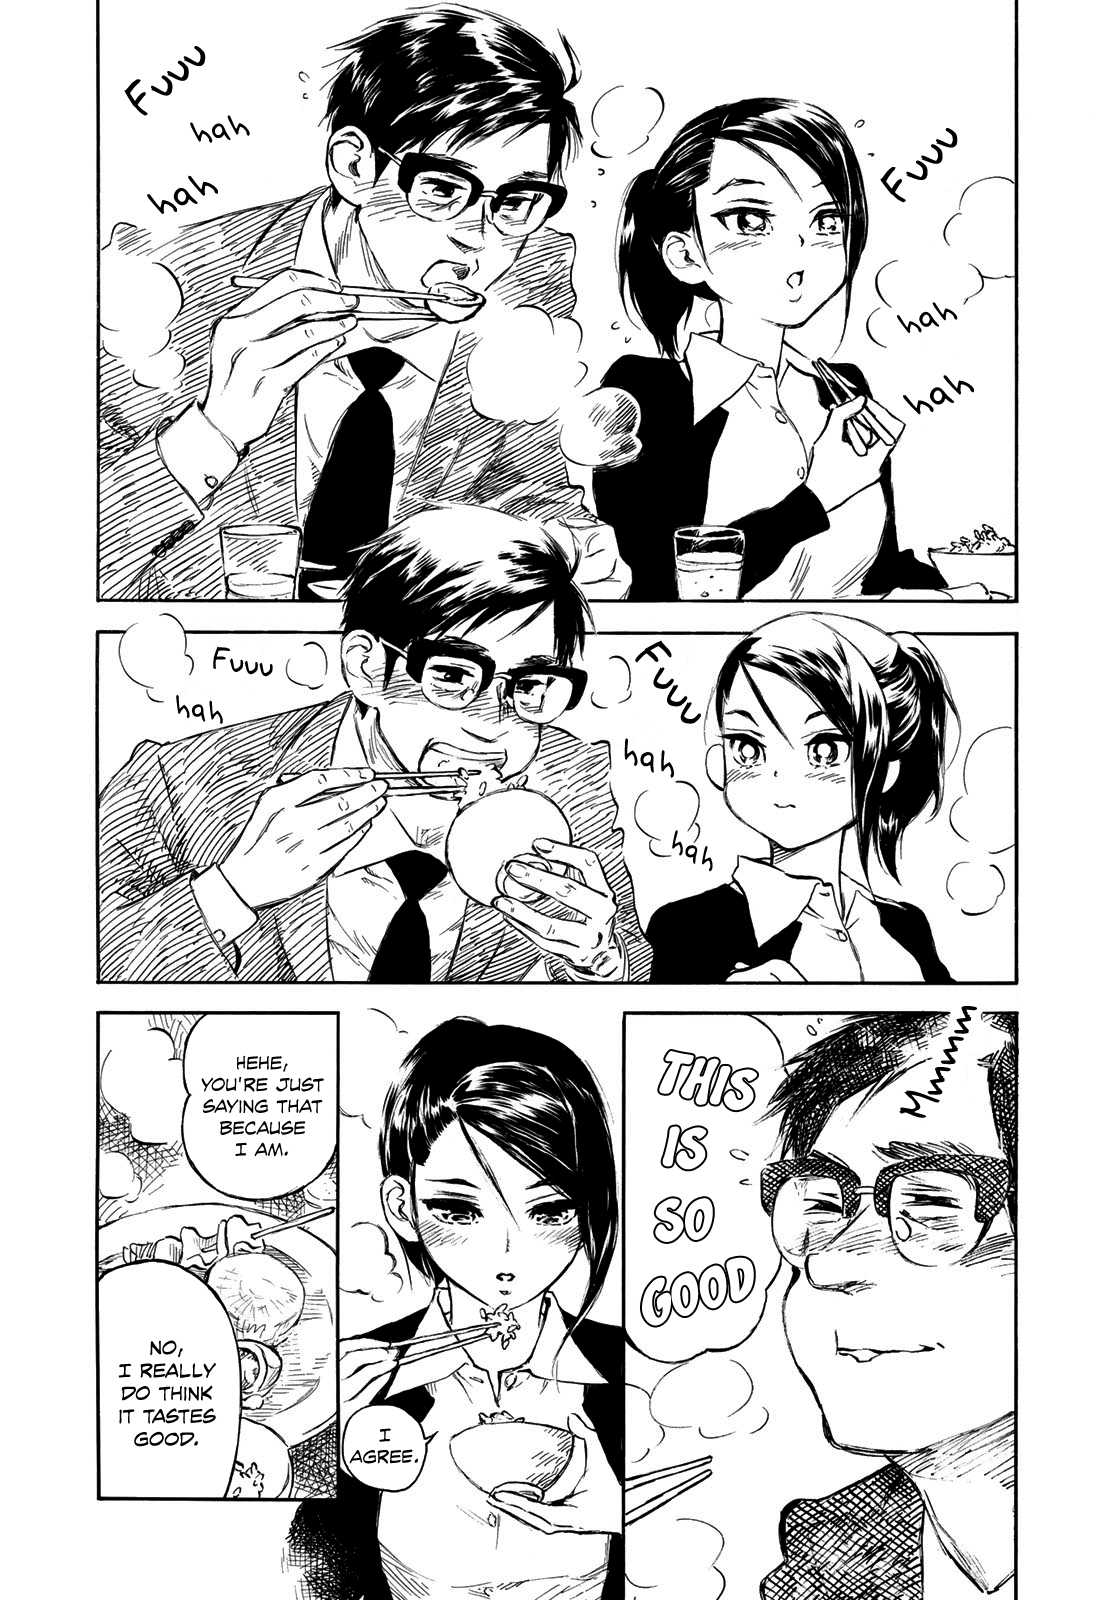 Fuuu
hah
hah
Fuuu
hah
hah
Fuuu
hah
Fuuu
hah
hah
Mmmmm
THIS
IS
SO
GOOD
I
AGREE.
HEHE,
YOU'RE JUST
SAYING THAT
BECAUSE
I AM.
NO,
I REALLY
DO THINK
IT TASTES
GOOD.